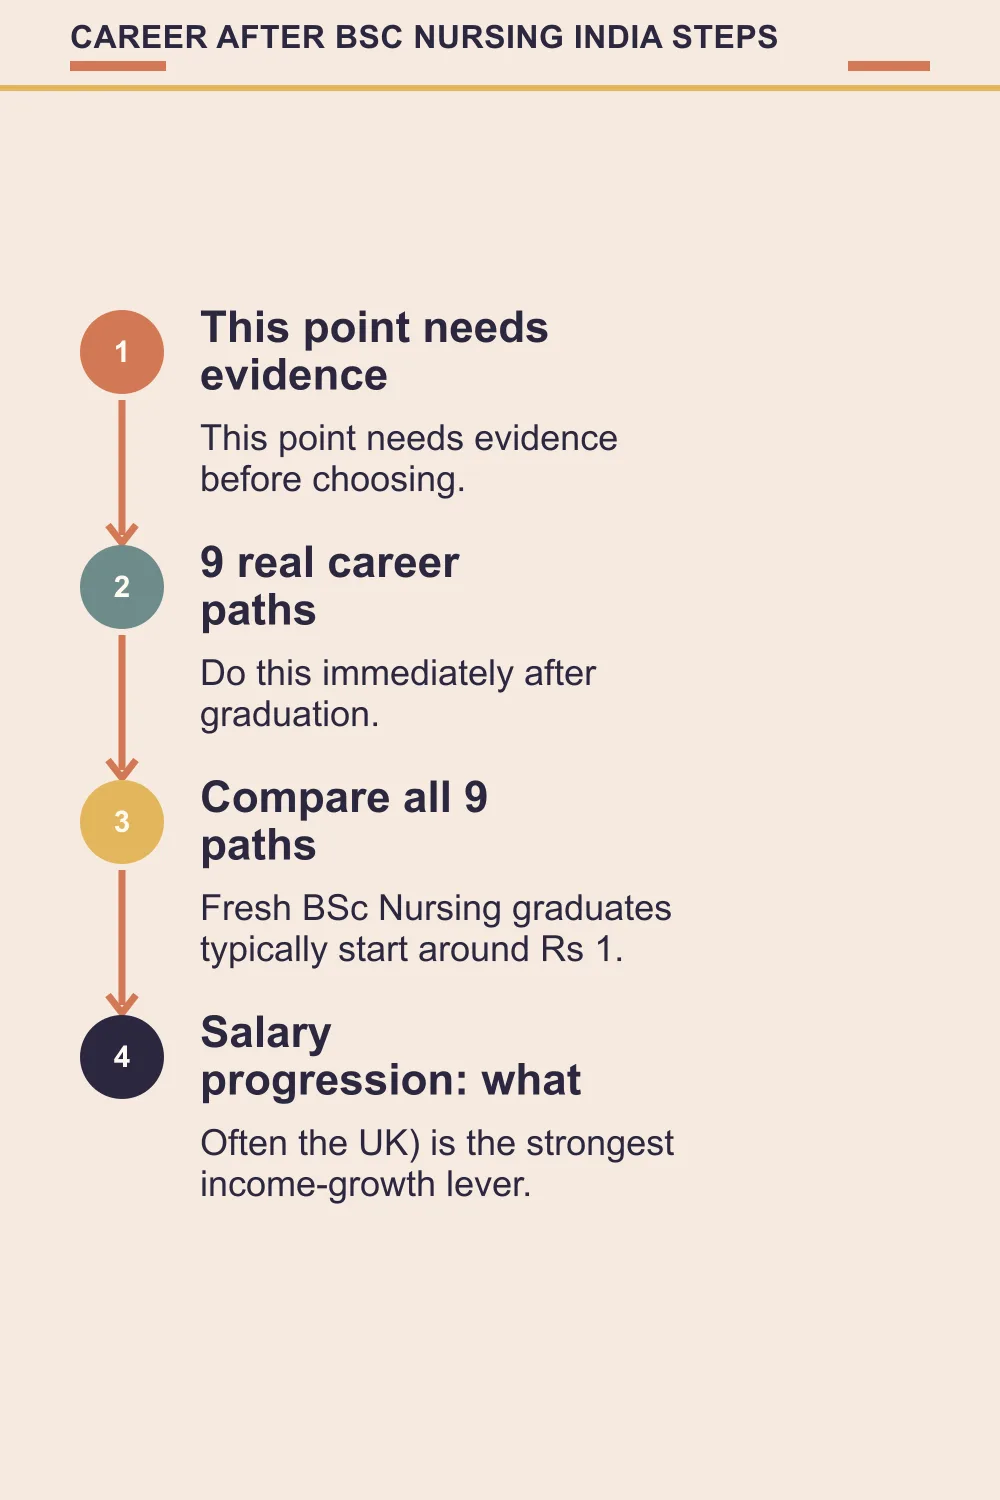 CAREER AFTER BSC NURSING INDIA STEPS
1
This point needs
evidence
This point needs evidence
before choosing.
2
9 real career
paths
Do this immediately after
graduation.
3
Compare all 9
paths
Fresh BSc Nursing graduates
typically start around Rs 1.
4
Salary
progression: what
Often the UK) is the strongest
income-growth lever.